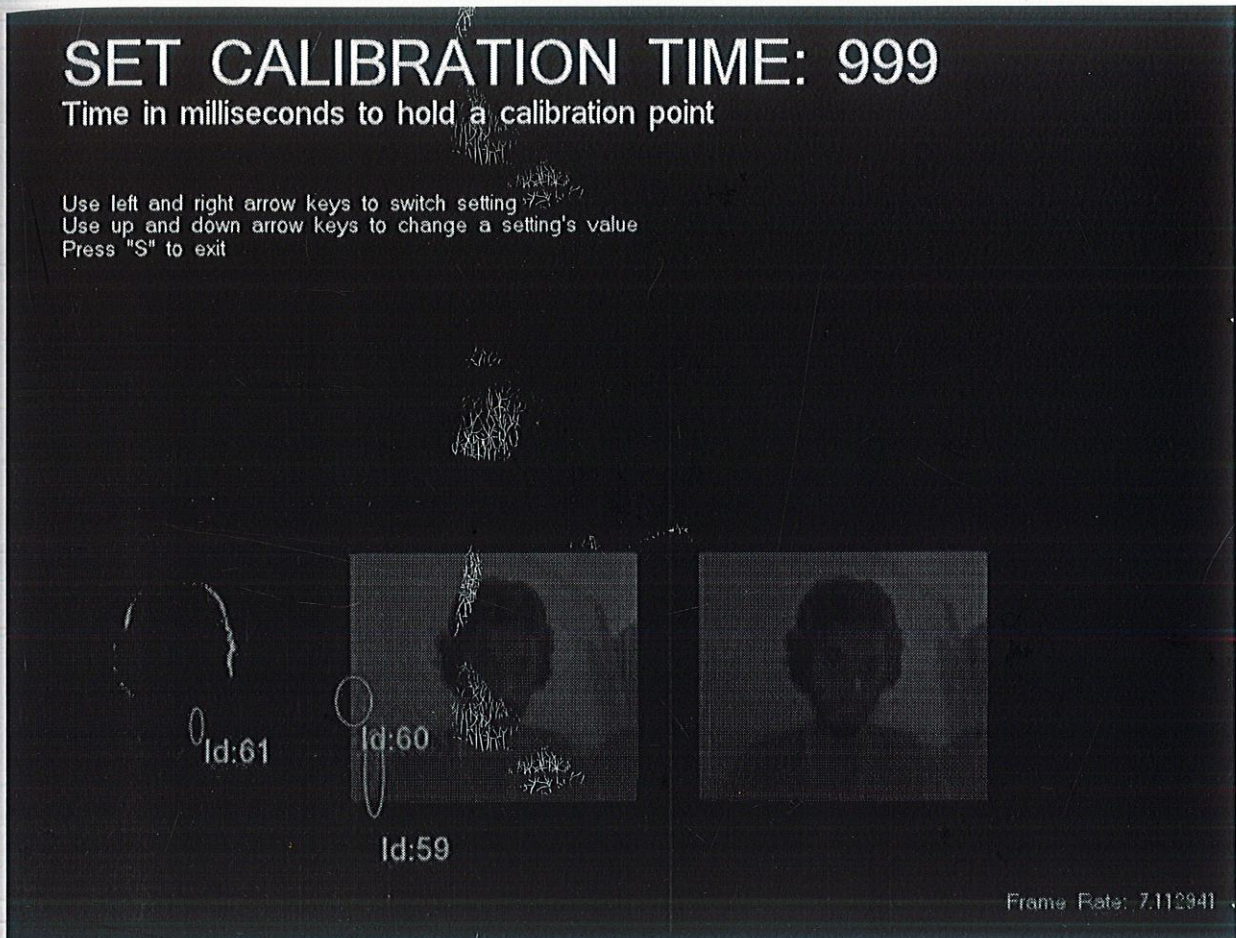 SET CALIBRATION TIME: 999
Time in milliseconds to hold a calibration point
Use left and right arrow keys to switch setting
Use up and down arrow keys to change a setting's value
Press "S" to exit
Id:60
Id:61
Id:59
Frame Rate: 7.112941